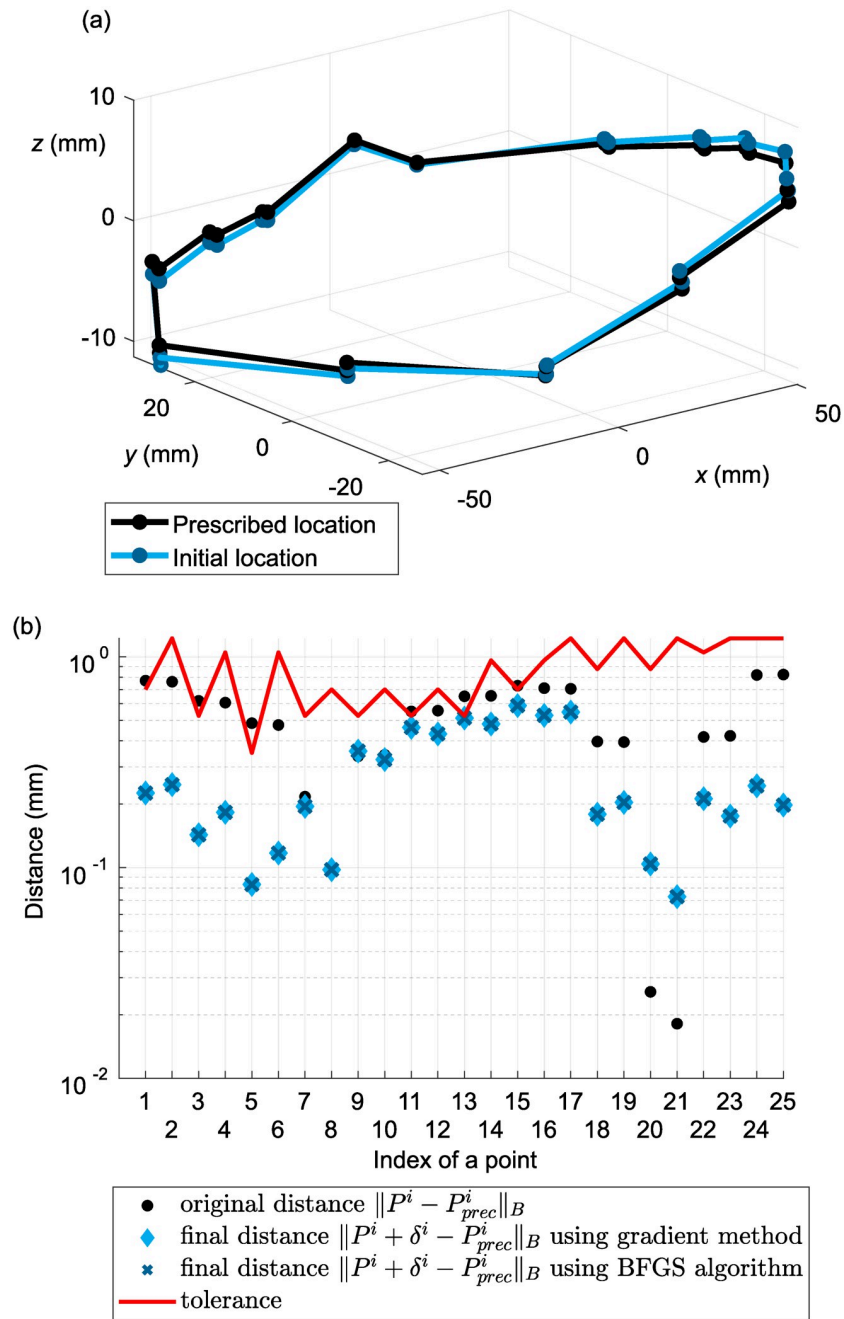 (a)
10
z (mm)
0
-10
20
0
-20
y (mm)
-50
0
50
x (mm)
Prescribed location
Initial location
(b)
10^0
10^-1
10^-2
Distance (mm)
1 3 5 7 9 11 13 15 17 19 21 23 25
2 4 6 8 10 12 14 16 18 20 22 24
Index of a point
original distance ‖P^i − P^i_prec‖_B
final distance ‖P^i + δ^i − P^i_prec‖_B using gradient method
final distance ‖P^i + δ^i − P^i_prec‖_B using BFGS algorithm
tolerance